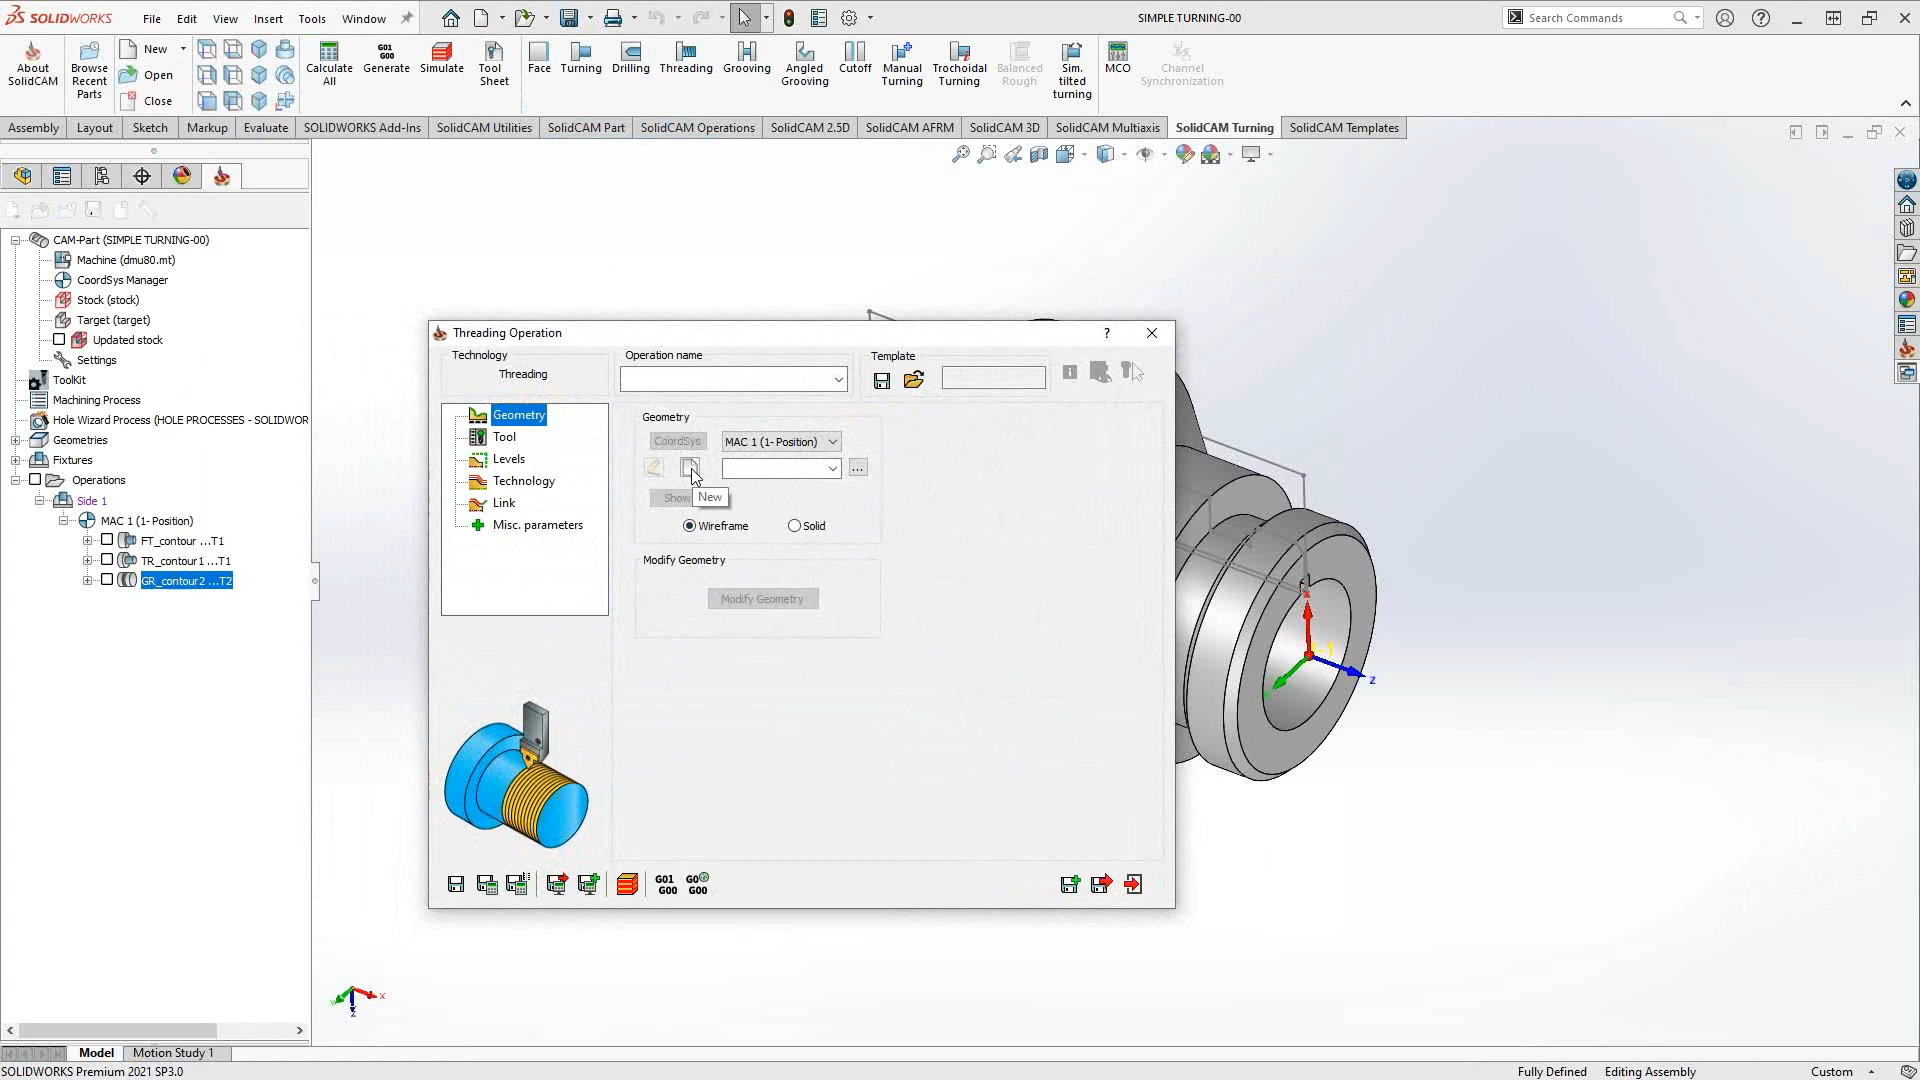 SOLIDWORKS
File Edit View Insert Tools Window
SIMPLE TURNING-00
Search Commands
About SolidCAM
Browse Recent Parts
New
Open
Close
Calculate All
G01 G00
Generate
Simulate
Tool Sheet
Face
Turning
Drilling
Threading
Grooving
Angled Grooving
Cutoff
Manual Turning
Trochoidal Turning
Balanced Rough
Sim. tilted turning
MCO
Channel Synchronization
Assembly Layout Sketch Markup Evaluate SOLIDWORKS Add-Ins SolidCAM Utilities SolidCAM Part SolidCAM Operations SolidCAM 2.5D SolidCAM AFRM SolidCAM 3D SolidCAM Multiaxis SolidCAM Turning SolidCAM Templates
CAM-Part (SIMPLE TURNING-00)
Machine (dmu80.mt)
CoordSys Manager
Stock (stock)
Target (target)
Updated stock
Settings
ToolKit
Machining Process
Hole Wizard Process (HOLE PROCESSES - SOLIDWOR
Geometries
Fixtures
Operations
Side 1
MAC 1 (1- Position)
FT_contour ...T1
TR_contour1 ...T1
GR_contour2 ...T2
Threading Operation
?
Technology
Threading
Operation name
Template
Geometry
Tool
Levels
Technology
Link
Misc. parameters
Geometry
CoordSys
MAC 1 (1- Position)
...
Show
New
Wireframe
Solid
Modify Geometry
Modify Geometry
G01 G00
G0 G00
-1
z
x
z
Model
Motion Study 1
SOLIDWORKS Premium 2021 SP3.0
Fully Defined
Editing Assembly
Custom